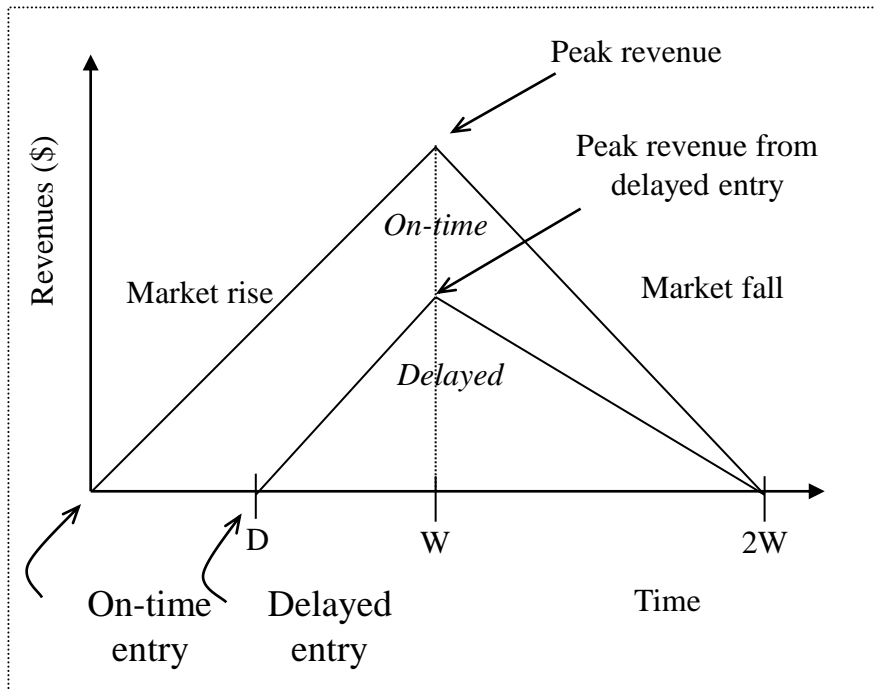 Peak revenue
Peak revenue from
delayed entry
Revenues ($)
On-time
Market rise
Market fall
Delayed
D
W
2W
On-time
entry
Delayed
entry
Time